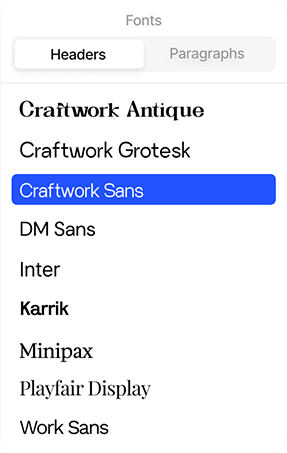 Fonts
Headers Paragraphs
Craftwork Antique
Craftwork Grotesk
Craftwork Sans
DM Sans
Inter
Karrik
Minipax
Playfair Display
Work Sans